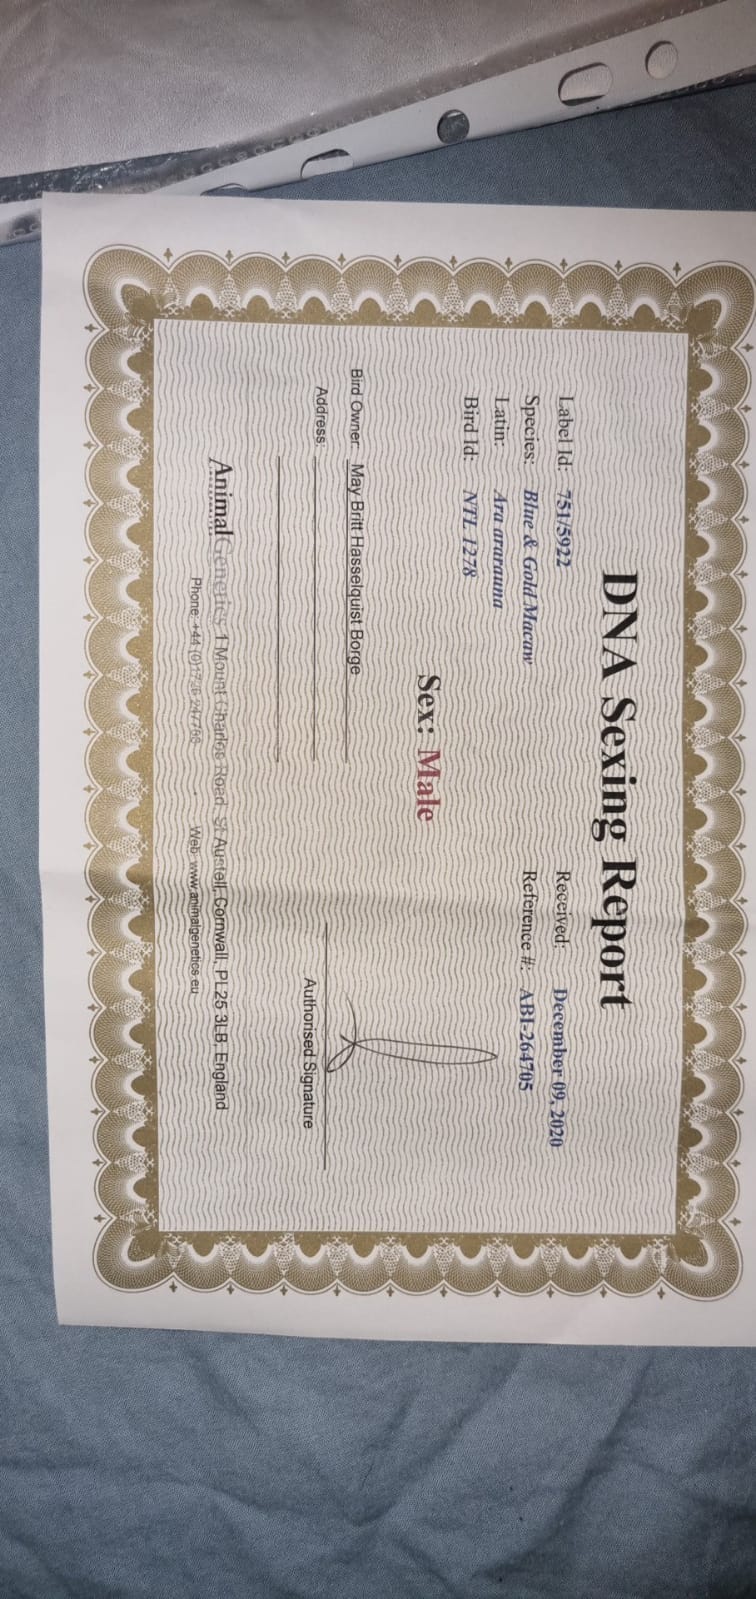 DNA Sexing Report
Label Id: 751/5922 Received: December 09, 2020
Species: Blue & Gold Macaw Reference #: ABI-264705
Latin: Ara ararauna
Bird Id: NTL 1278
Sex: Male
Bird Owner: May Britt Hasselquist Borge
Address:
Authorised Signature
AnimalGenetics 1 Mount Charles Road, St Austell, Cornwall, PL25 3LB, England
Phone: +44 (0)1726 247788 Web: www.animalgenetics.eu